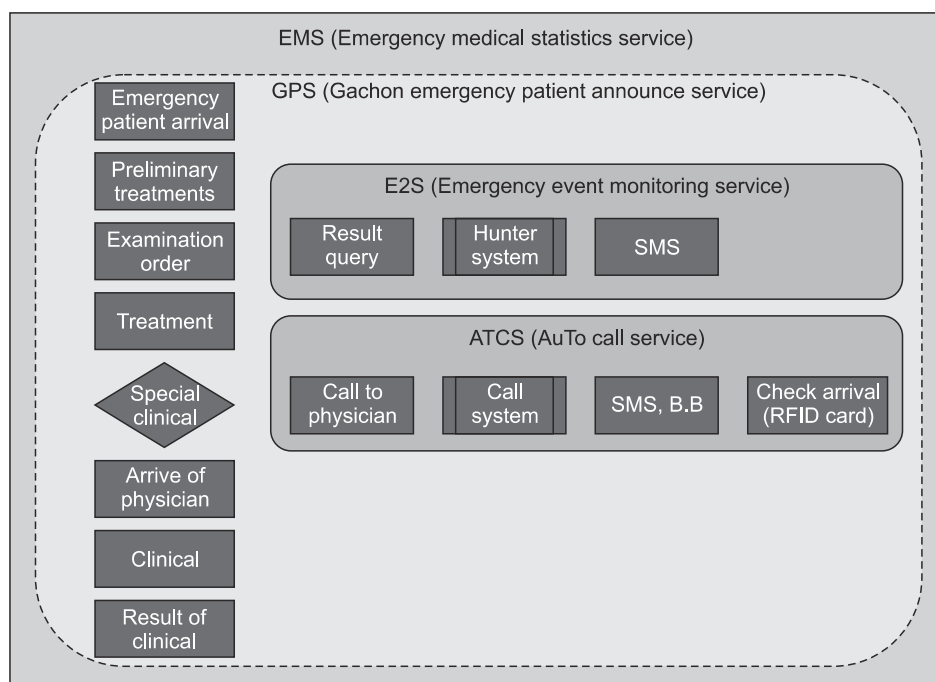 EMS (Emergency medical statistics service)
GPS (Gachon emergency patient announce service)
Emergency
patient arrival
Preliminary
treatments
Examination
order
Treatment
Special
clinical
Arrive of
physician
Clinical
Result of
clinical
E2S (Emergency event monitoring service)
Result
query
Hunter
system
SMS
ATCS (AuTo call service)
Call to
physician
Call
system
SMS, B.B
Check arrival
(RFID card)